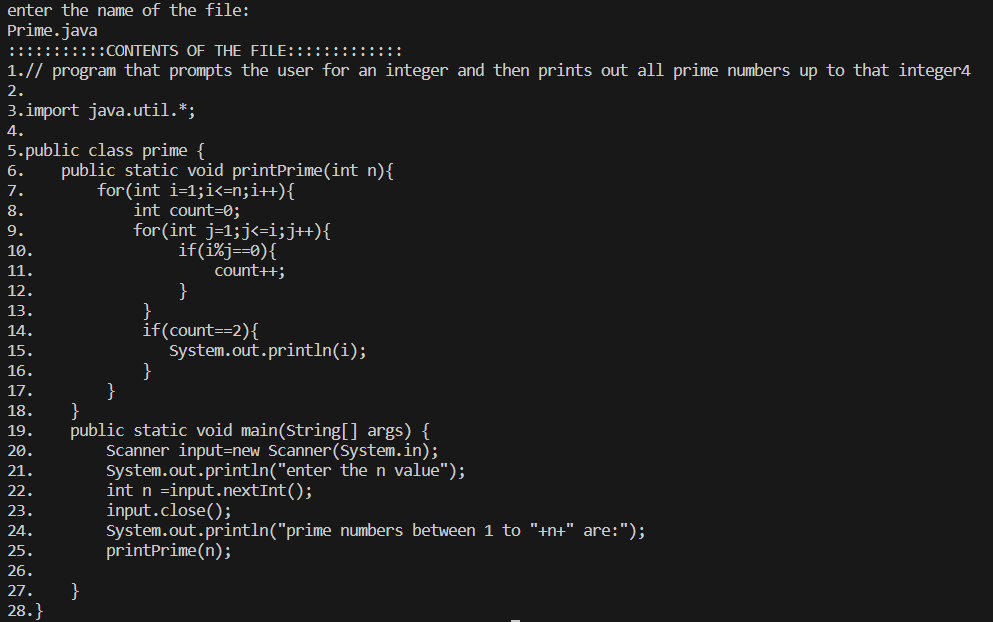 enter the name of the file:
Prime.java
:::::::::::CONTENTS OF THE FILE:::::::::::::
1.// program that prompts the user for an integer and then prints out all prime numbers up to that integer4
2.
3.import java.util.*;
4.
5.public class prime {
6.    public static void printPrime(int n){
7.        for(int i=1;i<=n;i++){
8.            int count=0;
9.            for(int j=1;j<=i;j++){
10.                if(i%j==0){
11.                    count++;
12.                }
13.            }
14.            if(count==2){
15.               System.out.println(i);
16.            }
17.        }
18.    }
19.    public static void main(String[] args) {
20.        Scanner input=new Scanner(System.in);
21.        System.out.println("enter the n value");
22.        int n =input.nextInt();
23.        input.close();
24.        System.out.println("prime numbers between 1 to "+n+" are:");
25.        printPrime(n);
26.
27.    }
28.}